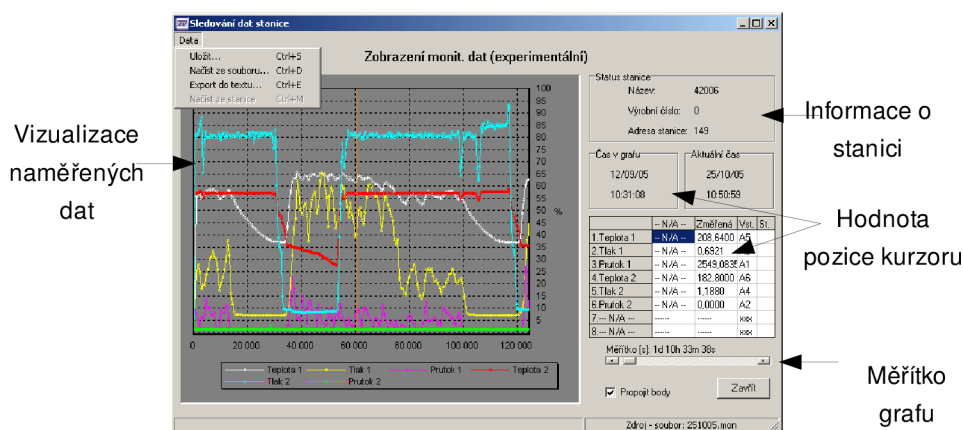 Sledování dat stanice
Data
Uložit... Ctrl+S
Načíst ze souboru... Ctrl+D
Export do textu... Ctrl+E
Načíst ze stanice Ctrl+M
Zobrazení monit. dat (experimentální)
Vizualizace
naměřených
dat
100
95
90
85
80
75
70
65
60
55
50
45
40
35
30
25
20
15
10
5
%
0 20 000 40 000 60 000 80 000 100 000 120 000
Teplota 1 Tlak 1 Prutok 1 Teplota 2
Tlak 2 Prutok 2
Status stanice
Název: 42006
Výrobní číslo: 0
Adresa stanice: 149
Čas v grafu
12/09/05
10:31:08
Aktuální čas
25/10/05
10:50:59
-- N/A -- Změřená Vst. St.
1.Teplota 1 -- N/A -- 208,6400 A5
2.Tlak 1 -- N/A -- 0,6921
3.Prutok 1 -- N/A -- 2549,0835 A1
4.Teplota 2 -- N/A -- 182,8000 A6
5.Tlak 2 -- N/A -- 1,1880 A4
6.Prutok 2 -- N/A -- 0,0000 A2
7.--- N/A --- ------ ------ xxx
8.--- N/A --- ------ ------ xxx
Měřítko [s]: 1d 10h 33m 38s
Propojit body
Zavřít
Zdroj - soubor: 251005.mon
Informace o
stanici
Hodnota
pozice kurzoru
Měřítko
grafu